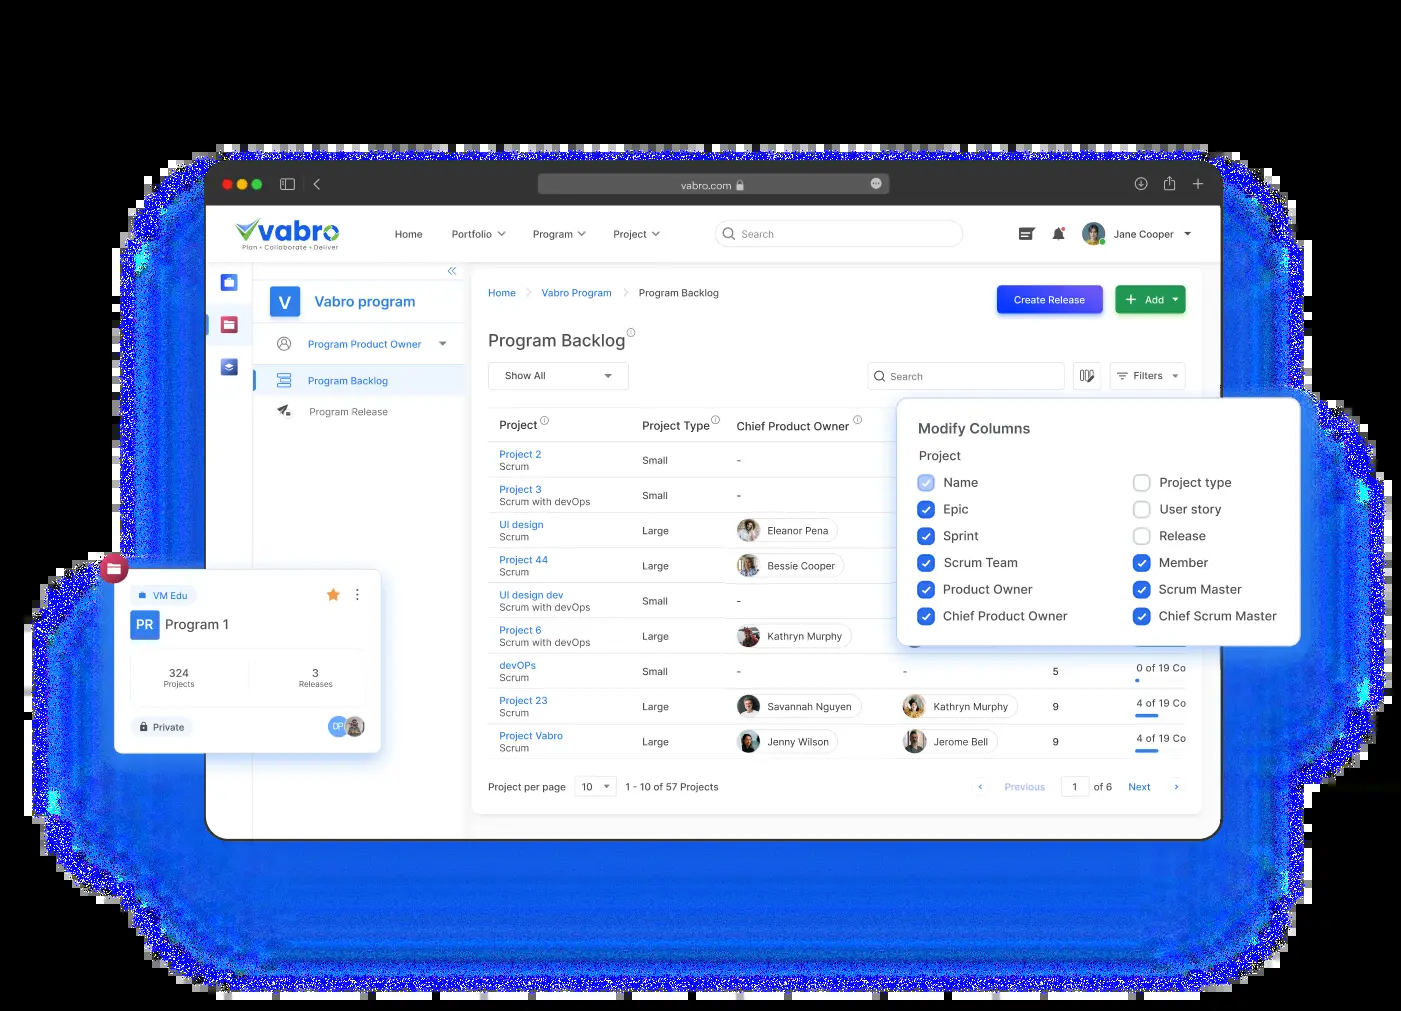 vabro.com
vabro
Plan • Collaborate • Deliver
Home Portfolio Program Project Search Jane Cooper
V Vabro program
Program Product Owner
Program Backlog
Program Release
Home Vabro Program Program Backlog
Create Release + Add
Program Backlog
Show All Search Filters
Project Project Type Chief Product Owner
Project 2 Small -
Scrum
Project 3 Small -
Scrum with devOps
UI design Large Eleanor Pena
Scrum
Project 44 Large Bessie Cooper
Scrum
UI design dev Small -
Scrum with devOps
Project 6 Large Kathryn Murphy
Scrum with devOps
devOPs Small - - 5 0 of 19 Co
Scrum
Project 23 Large Savannah Nguyen Kathryn Murphy 9 4 of 19 Co
Scrum
Project Vabro Large Jenny Wilson Jerome Bell 9 4 of 19 Co
Scrum
Project per page 10 1 - 10 of 57 Projects Previous 1 of 6 Next
Modify Columns
Project
Name Project type
Epic User story
Sprint Release
Scrum Team Member
Product Owner Scrum Master
Chief Product Owner Chief Scrum Master
VM Edu
PR Program 1
324 3
Projects Releases
Private DP